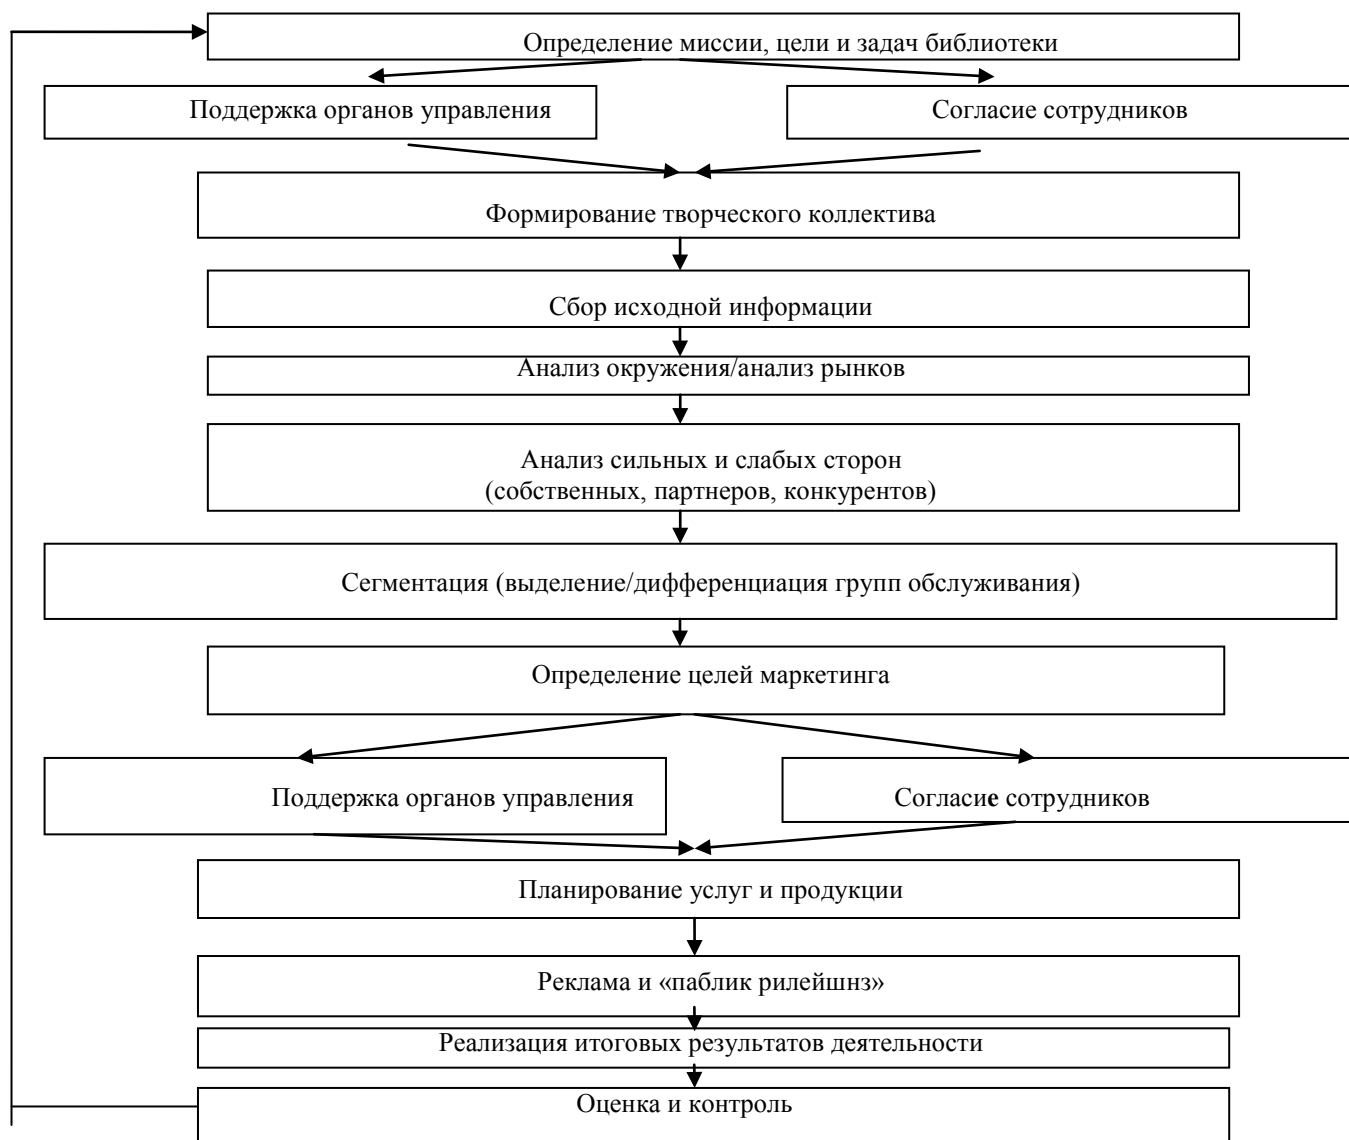 Определение миссии, цели и задач библиотеки
Поддержка органов управления
Согласие сотрудников
Формирование творческого коллектива
Сбор исходной информации
Анализ окружения/анализ рынков
Анализ сильных и слабых сторон
(собственных, партнеров, конкурентов)
Сегментация (выделение/дифференциация групп обслуживания)
Определение целей маркетинга
Поддержка органов управления
Согласие сотрудников
Планирование услуг и продукции
Реклама и «паблик рилейшнз»
Реализация итоговых результатов деятельности
Оценка и контроль